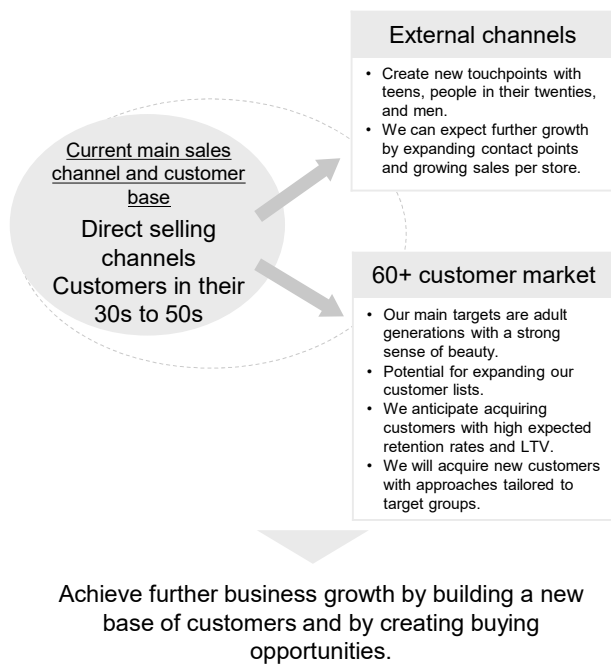 External channels
• Create new touchpoints with
teens, people in their twenties,
and men.
• We can expect further growth
by expanding contact points
and growing sales per store.
Current main sales
channel and customer
base
Direct selling
channels
Customers in their
30s to 50s
60+ customer market
• Our main targets are adult
generations with a strong
sense of beauty.
• Potential for expanding our
customer lists.
• We anticipate acquiring
customers with high expected
retention rates and LTV.
• We will acquire new customers
with approaches tailored to
target groups.
Achieve further business growth by building a new
base of customers and by creating buying
opportunities.